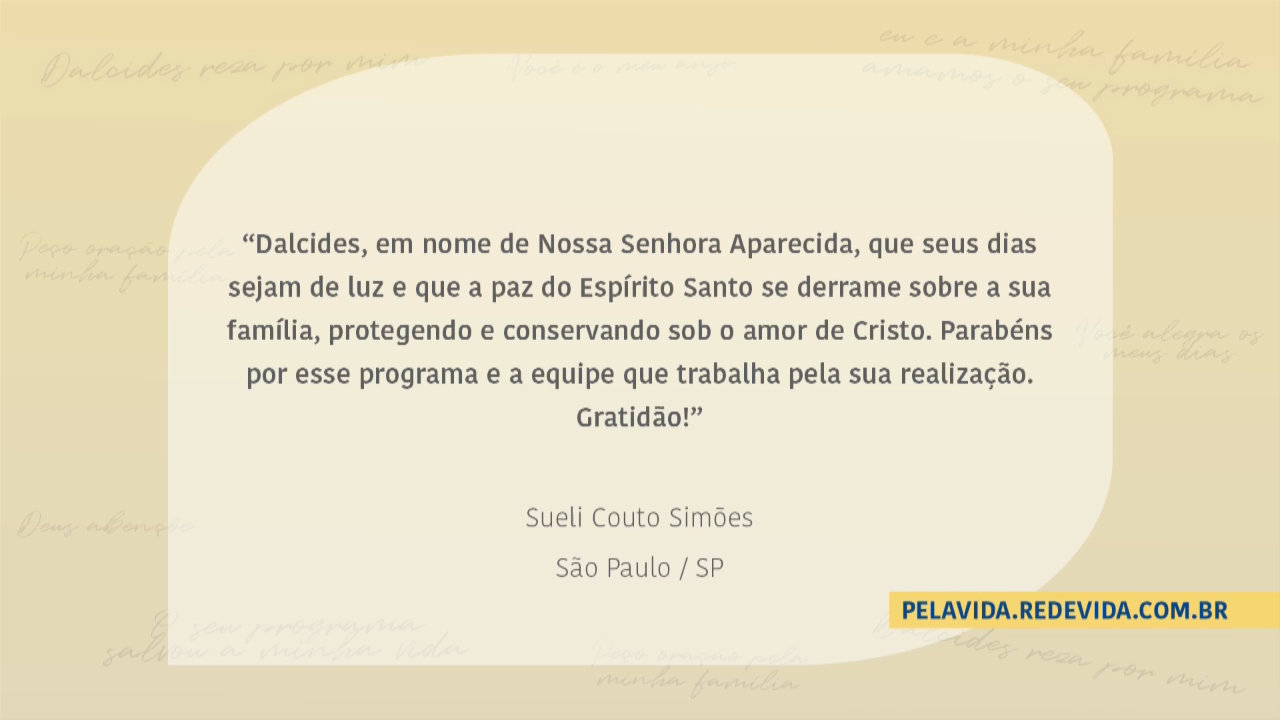 Dalcides reza por mim
Você é o meu anjo
eu e a minha família
amamos o seu programa
“Dalcides, em nome de Nossa Senhora Aparecida, que seus dias
sejam de luz e que a paz do Espírito Santo se derrame sobre a sua
família, protegendo e conservando sob o amor de Cristo. Parabéns
por esse programa e a equipe que trabalha pela sua realização.
Gratidão!”
Peço oração pela
minha família
Você alegra os
meus dias
Sueli Couto Simões
São Paulo / SP
Deus abençõe
PELAVIDA.REDEVIDA.COM.BR
O seu programa
salvou a minha vida
Peço oração pela
minha família
Dalcides reza por mim